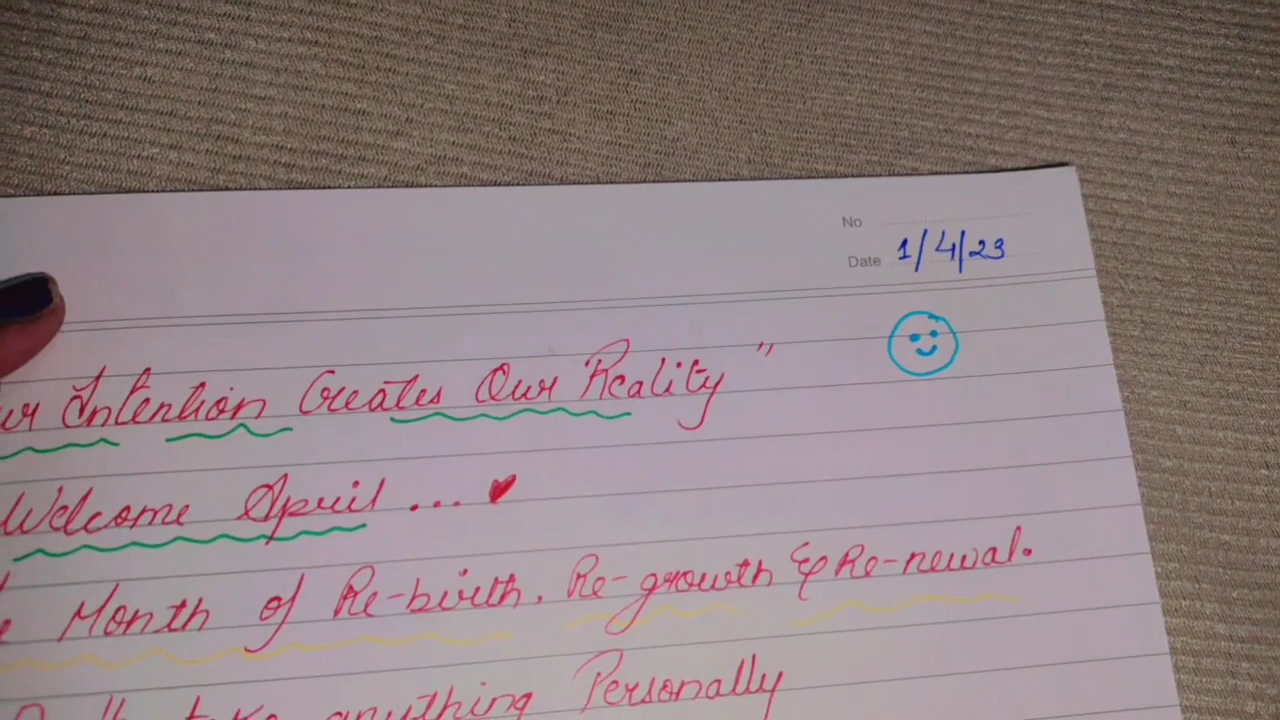 No
Date 1/4/23
Intention Creates Our Reality"
Welcome April...
Month of Re-birth, Re-growth & Re-newal.
take anything Personally